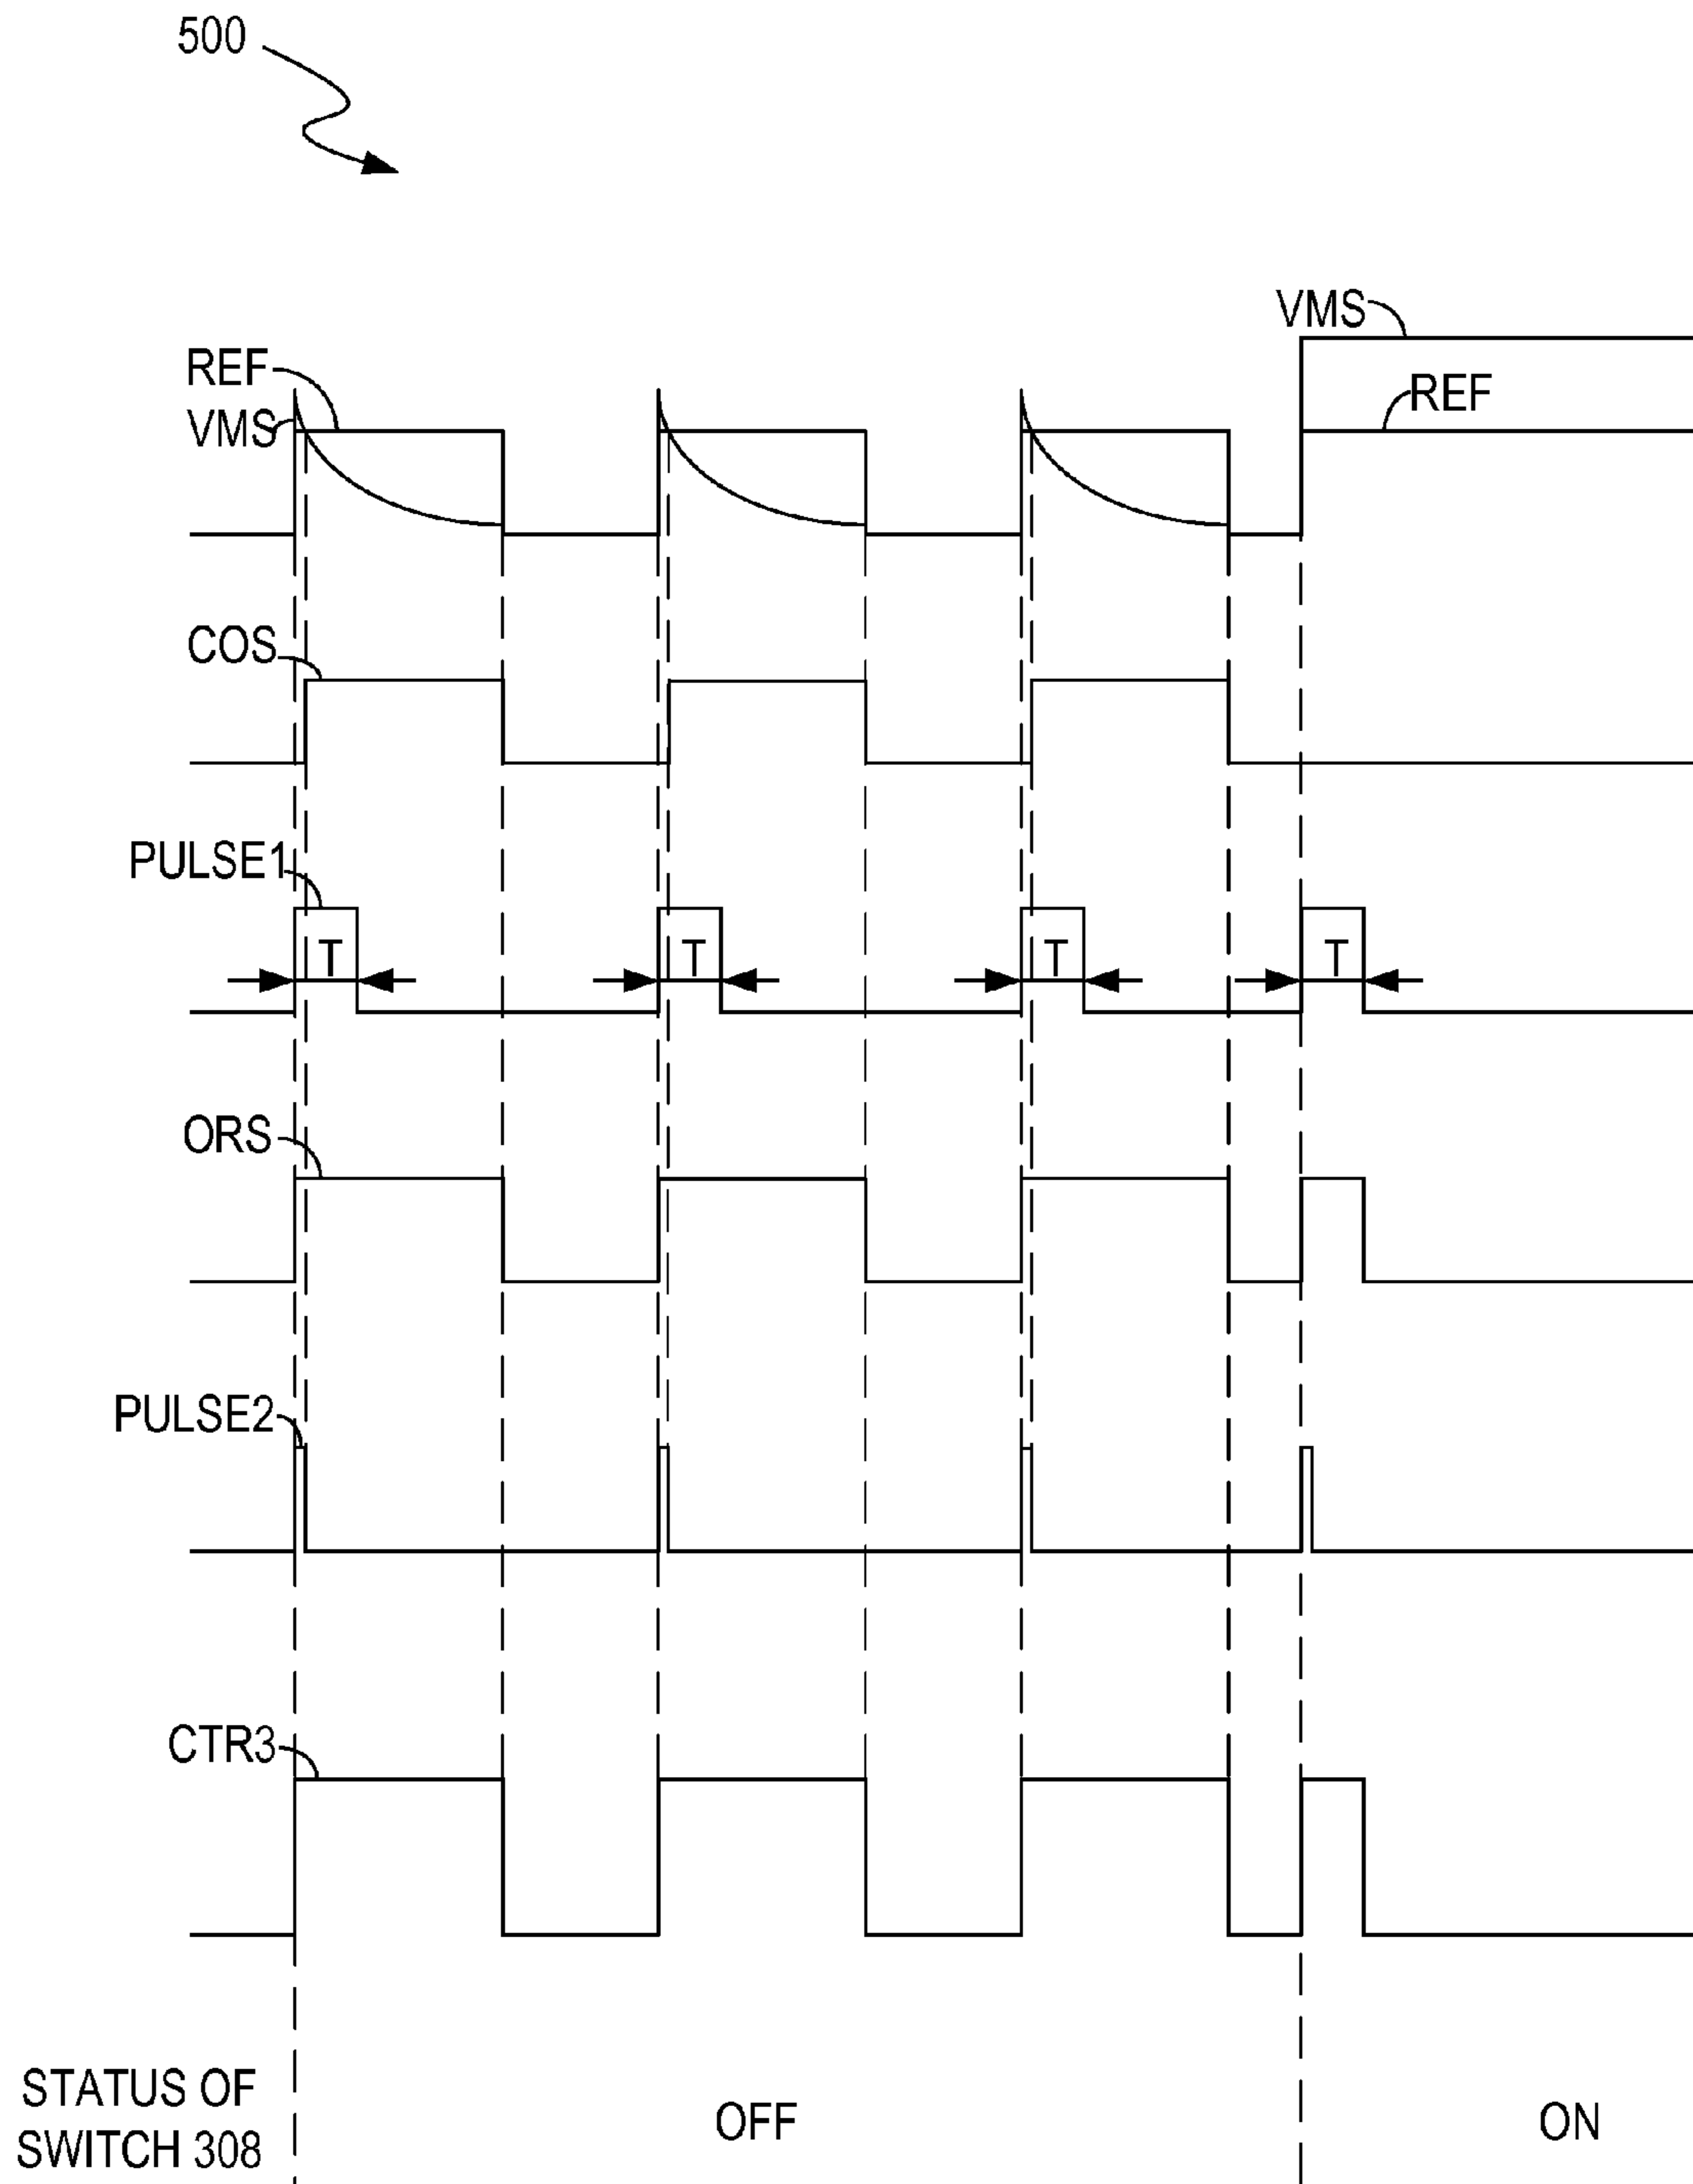 500
VMS
REF
REF
VMS
COS
PULSE1
T
T
T
T
ORS
PULSE2
CTR3
STATUS OF
SWITCH 308
OFF
ON